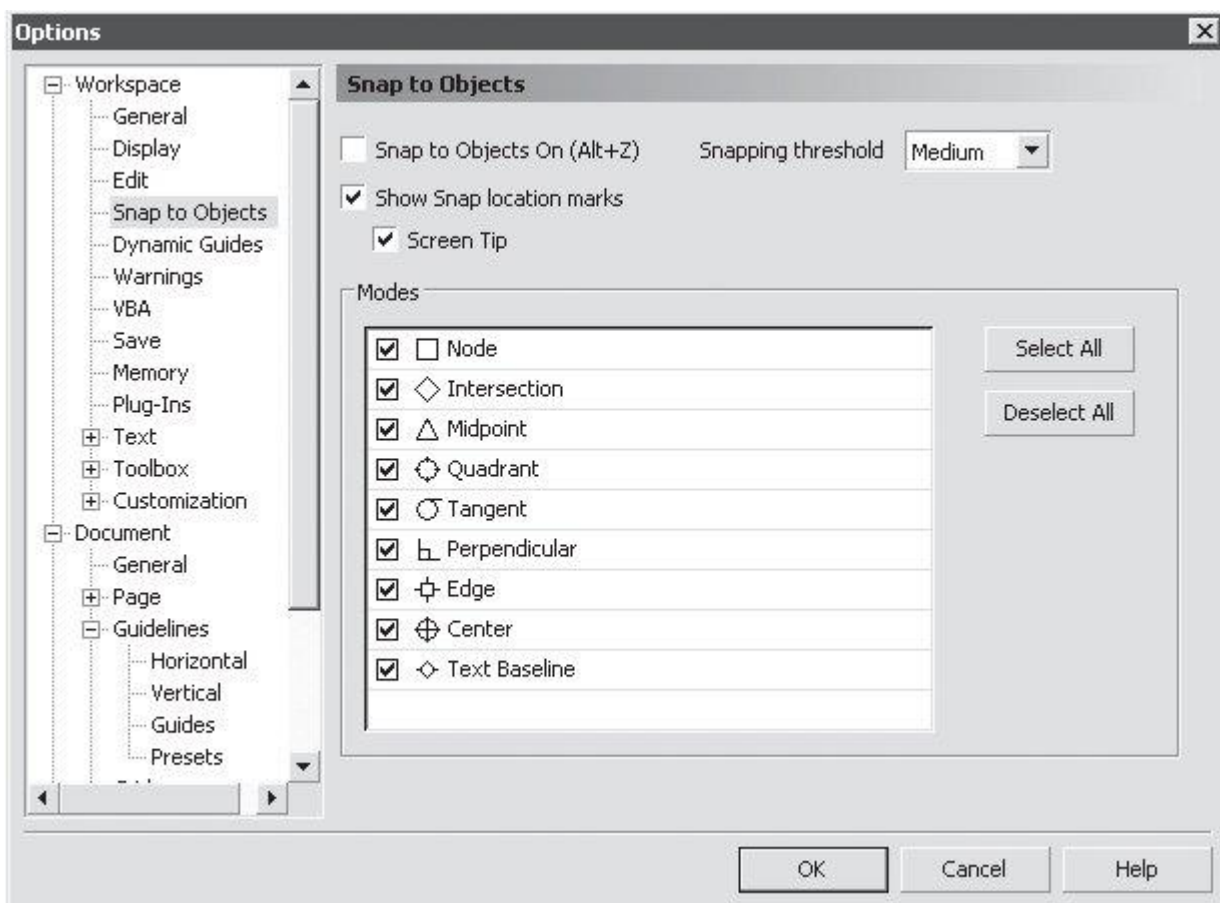 Options
Workspace
General
Display
Edit
Snap to Objects
Dynamic Guides
Warnings
VBA
Save
Memory
Plug-Ins
Text
Toolbox
Customization
Document
General
Page
Guidelines
Horizontal
Vertical
Guides
Presets
Snap to Objects
Snap to Objects On (Alt+Z) Snapping threshold Medium
Show Snap location marks
Screen Tip
Modes
Node
Intersection
Midpoint
Quadrant
Tangent
Perpendicular
Edge
Center
Text Baseline
Select All
Deselect All
OK Cancel Help